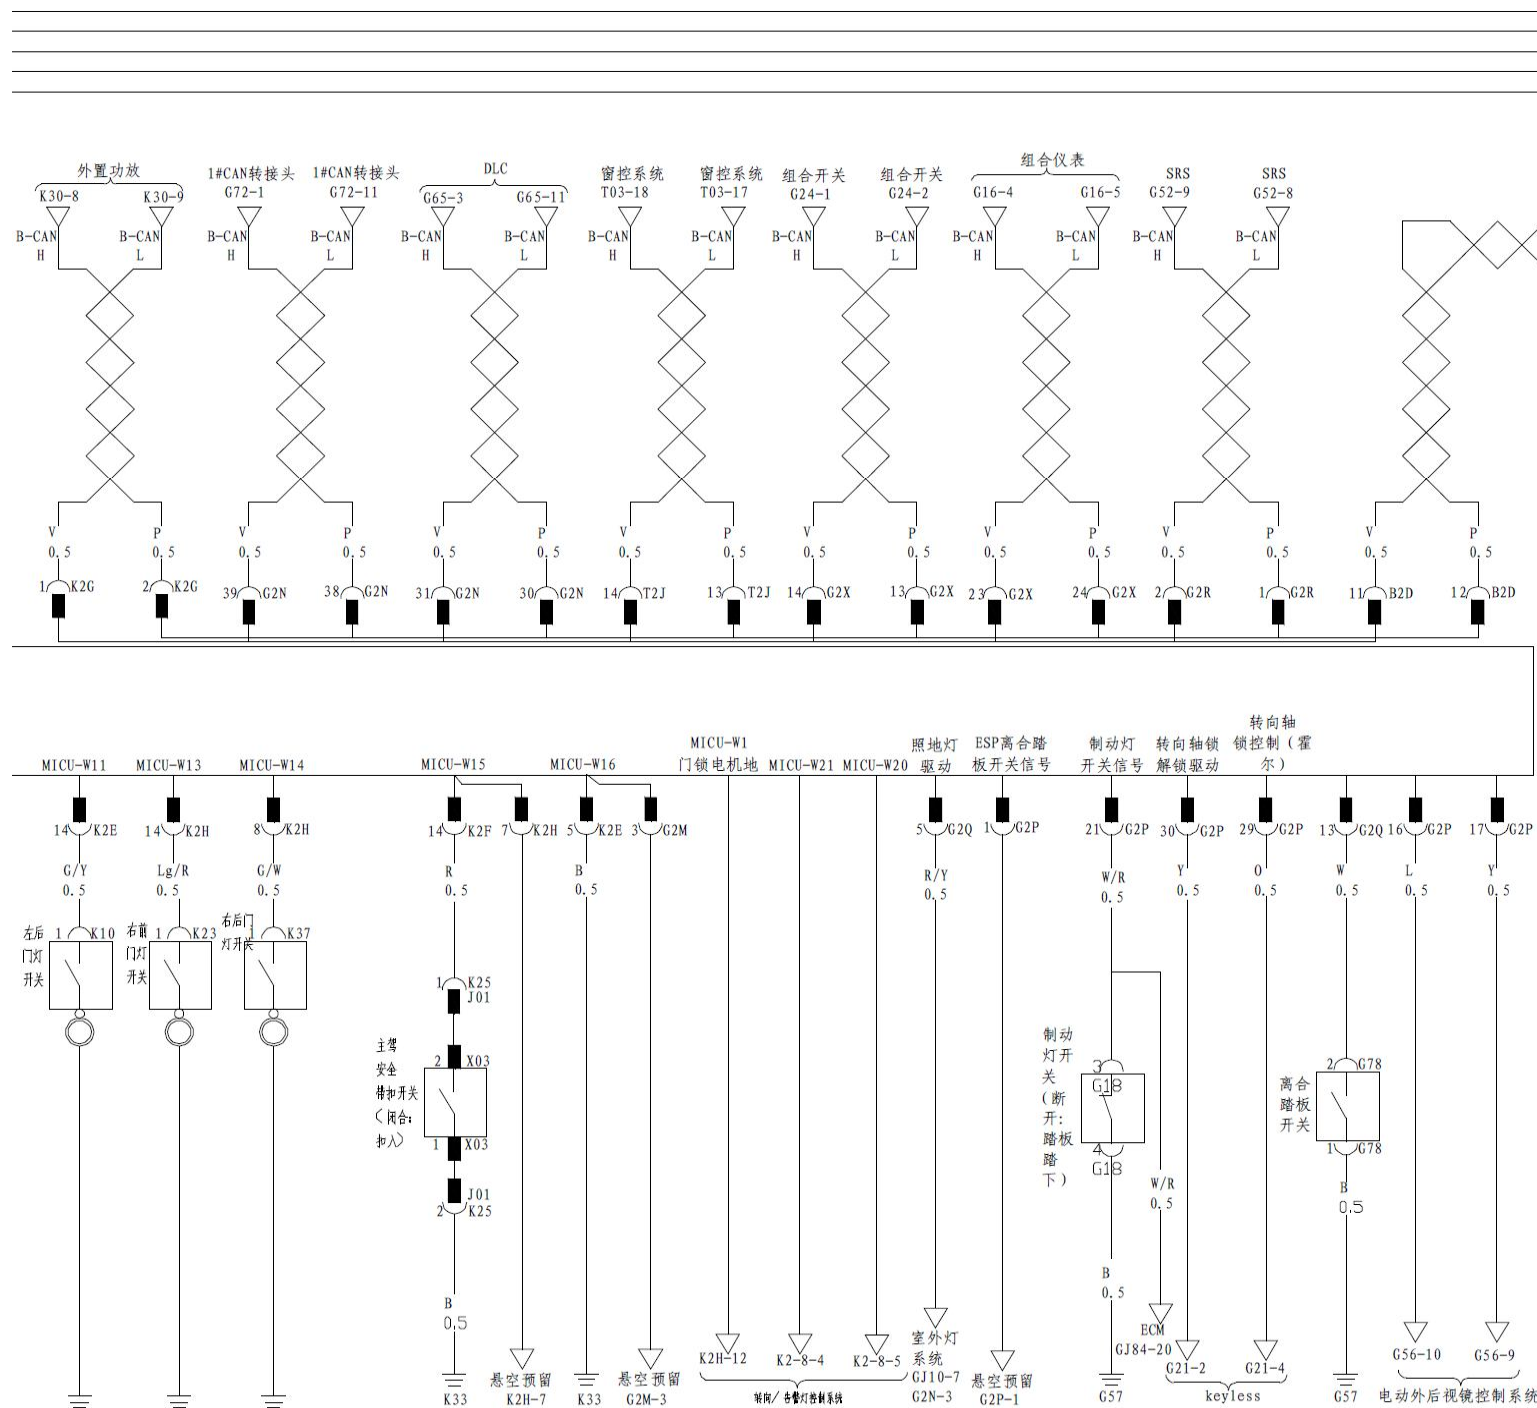 外置功放
K30-8
K30-9
B-CAN
H
B-CAN
L
V
0.5
P
0.5
1
K2G
2
K2G
1#CAN转接头
G72-1
1#CAN转接头
G72-11
B-CAN
H
B-CAN
L
V
0.5
P
0.5
39
G2N
38
G2N
DLC
G65-3
G65-11
B-CAN
H
B-CAN
L
V
0.5
P
0.5
31
G2N
30
G2N
窗控系统
T03-18
窗控系统
T03-17
B-CAN
H
B-CAN
L
V
0.5
P
0.5
14
T2J
13
T2J
组合开关
G24-1
组合开关
G24-2
B-CAN
H
B-CAN
L
V
0.5
P
0.5
14
G2X
13
G2X
组合仪表
G16-4
G16-5
B-CAN
H
B-CAN
L
V
0.5
P
0.5
23
G2X
24
G2X
SRS
G52-9
SRS
G52-8
B-CAN
H
B-CAN
L
V
0.5
P
0.5
2
G2R
1
G2R
V
0.5
P
0.5
11
B2D
12
B2D
MICU-W11
14
K2E
G/Y
0.5
左后
门灯
开关
1
K10
MICU-W13
14
K2H
Lg/R
0.5
右前
门灯
开关
1
K23
MICU-W14
8
K2H
G/W
0.5
右后门
灯开关
1
K37
MICU-W15
14
K2F
7
K2H
R
0.5
1
K25
J01
主驾
安全
带扣开关
(闭合:
扣入)
2
X03
1
X03
J01
2
K25
B
0.5
K33
悬空预留
K2H-7
MICU-W16
5
K2E
3
G2M
B
0.5
K33
悬空预留
G2M-3
MICU-W1
门锁电机地
K2H-12
MICU-W21
K2-8-4
MICU-W20
K2-8-5
转向/告警灯控制系统
照地灯
驱动
5
G2Q
R/Y
0.5
室外灯
系统
GJ10-7
G2N-3
ESP离合踏
板开关信号
1
G2P
悬空预留
G2P-1
制动灯
开关信号
21
G2P
W/R
0.5
制动
灯开
关
(断
开:
踏板
踏
下)
3
G18
4
G18
B
0.5
G57
W/R
0.5
ECM
GJ84-20
转向轴锁
解锁驱动
30
G2P
Y
0.5
G21-2
转向轴
锁控制(霍
尔)
29
G2P
O
0.5
G21-4
keyless
13
G2Q
W
0.5
离合
踏板
开关
2
G78
1
G78
B
0.5
G57
16
G2P
L
0.5
G56-10
17
G2P
Y
0.5
G56-9
电动外后视镜控制系统